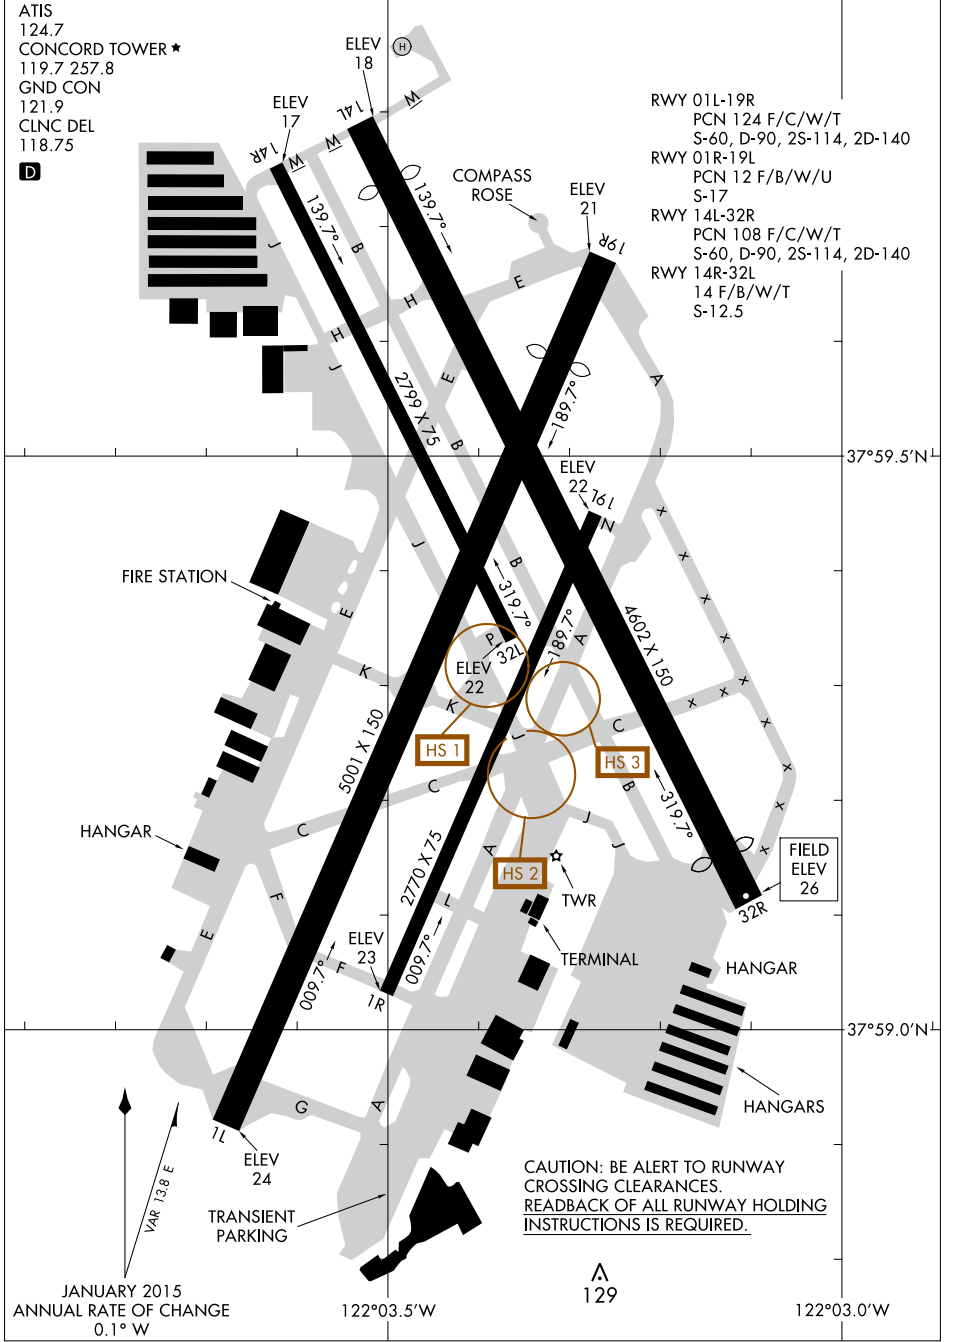 ATIS
124.7
CONCORD TOWER ★
119.7 257.8
GND CON
121.9
CLNC DEL
118.75
D
RWY 01L-19R
PCN 124 F/C/W/T
S-60, D-90, 2S-114, 2D-140
RWY 01R-19L
PCN 12 F/B/W/U
S-17
RWY 14L-32R
PCN 108 F/C/W/T
S-60, D-90, 2S-114, 2D-140
RWY 14R-32L
14 F/B/W/T
S-12.5
ELEV
18
H
ELEV
17
W
14L
W
W
14R
COMPASS
ROSE
ELEV
21
19R
139.7°
139.7°
J
B
H
E
H
J
E
A
189.7°
2799 X 75
B
37°59.5'N
ELEV
22
19L
N
J
B
FIRE STATION
319.7°
189.7°
E
A
P
32L
ELEV
22
4602 X 150
K
K
J
C
HS 1
HS 3
B
5001 X 150
C
319.7°
C
J
J
A
HANGAR
HS 2
2770 X 75
TWR
FIELD
ELEV
26
32R
F
L
E
ELEV
23
F
009.7°
009.7°
1R
TERMINAL
HANGAR
37°59.0'N
G
A
1L
ELEV
24
HANGARS
VAR 13.8 E
TRANSIENT
PARKING
CAUTION: BE ALERT TO RUNWAY
CROSSING CLEARANCES.
READBACK OF ALL RUNWAY HOLDING
INSTRUCTIONS IS REQUIRED.
129
JANUARY 2015
ANNUAL RATE OF CHANGE
0.1° W
122°03.5'W
122°03.0'W
x
x
x
x
x
x
x
x
x
x
x
x